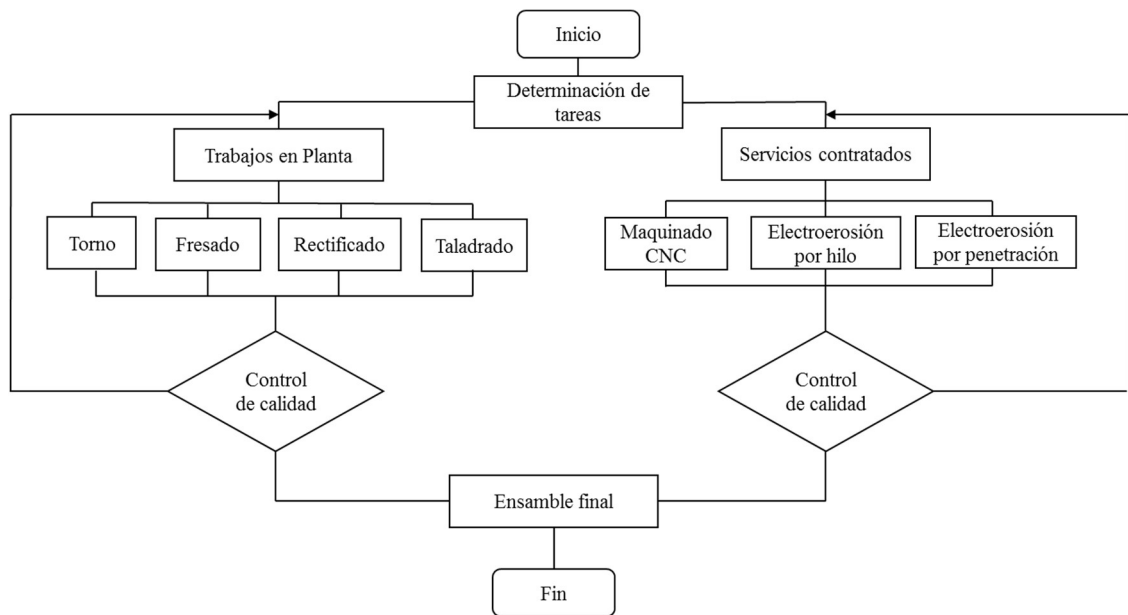 Inicio
Determinación de
tareas
Trabajos en Planta
Servicios contratados
Torno
Fresado
Rectificado
Taladrado
Maquinado
CNC
Electroerosión
por hilo
Electroerosión
por penetración
Control
de calidad
Control
de calidad
Ensamble final
Fin